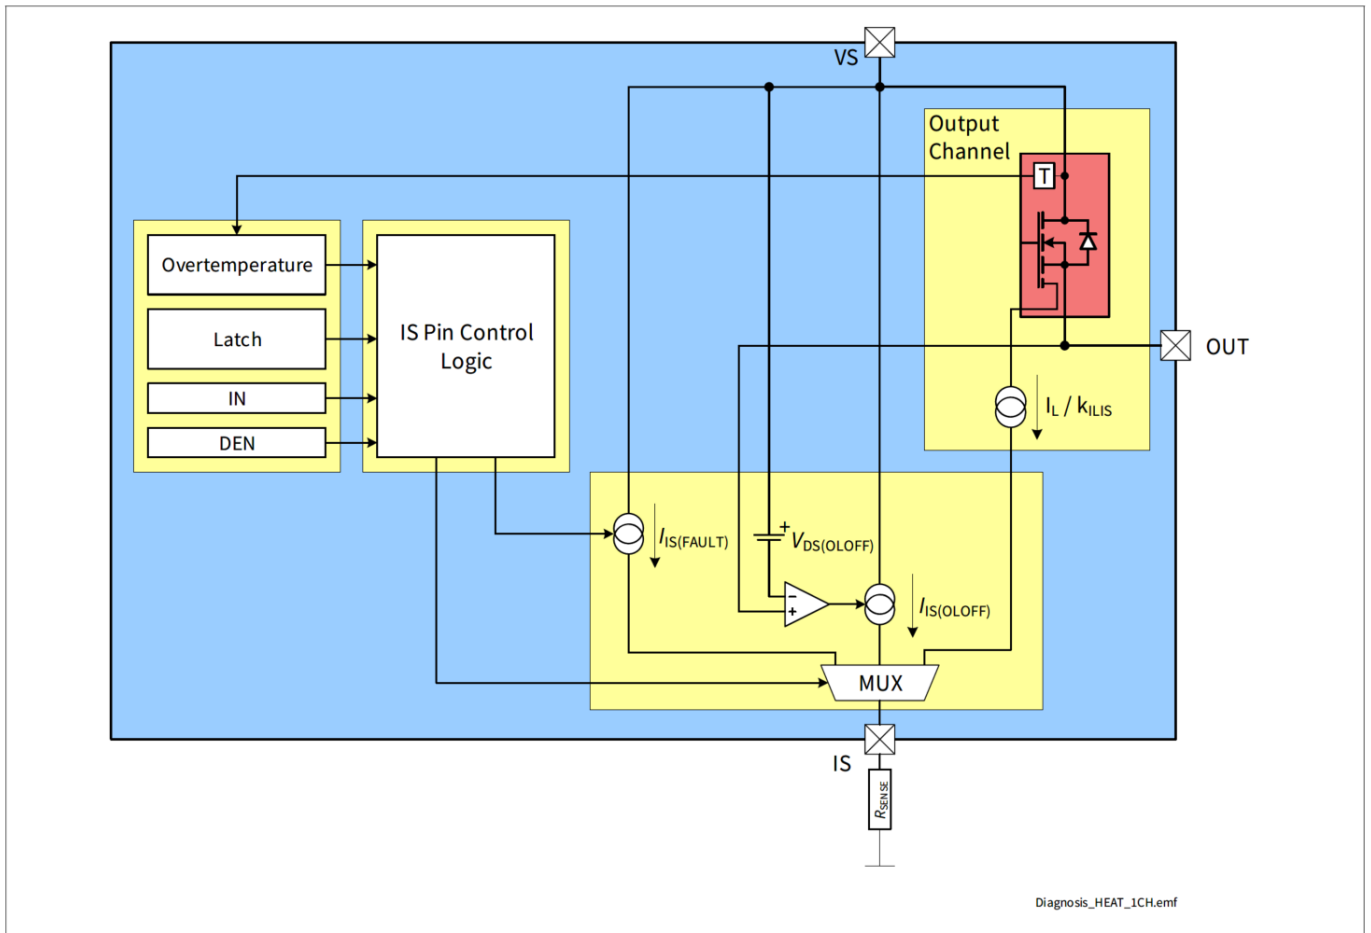 VS
Output
Channel
T
Overtemperature
Latch
IN
DEN
IS Pin Control
Logic
OUT
IL / kILIS
IIS(FAULT)
+
VDS(OLOFF)
−
+
IIS(OLOFF)
MUX
IS
RSENSE
Diagnosis_HEAT_1CH.emf